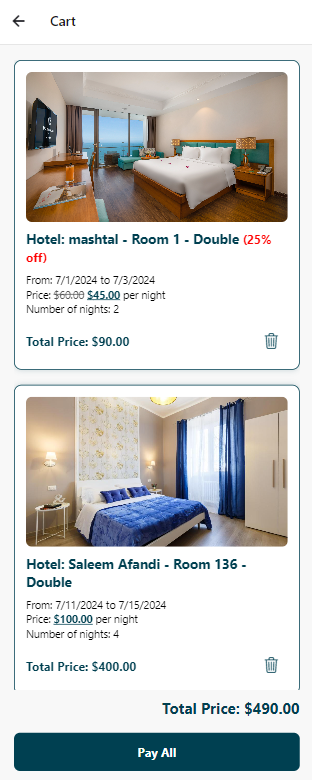 Cart
Hotel: mashtal - Room 1 - Double (25%
off)
From: 7/1/2024 to 7/3/2024
Price: $60.00 $45.00 per night
Number of nights: 2
Total Price: $90.00
Hotel: Saleem Afandi - Room 136 -
Double
From: 7/11/2024 to 7/15/2024
Price: $100.00 per night
Number of nights: 4
Total Price: $400.00
Total Price: $490.00
Pay All